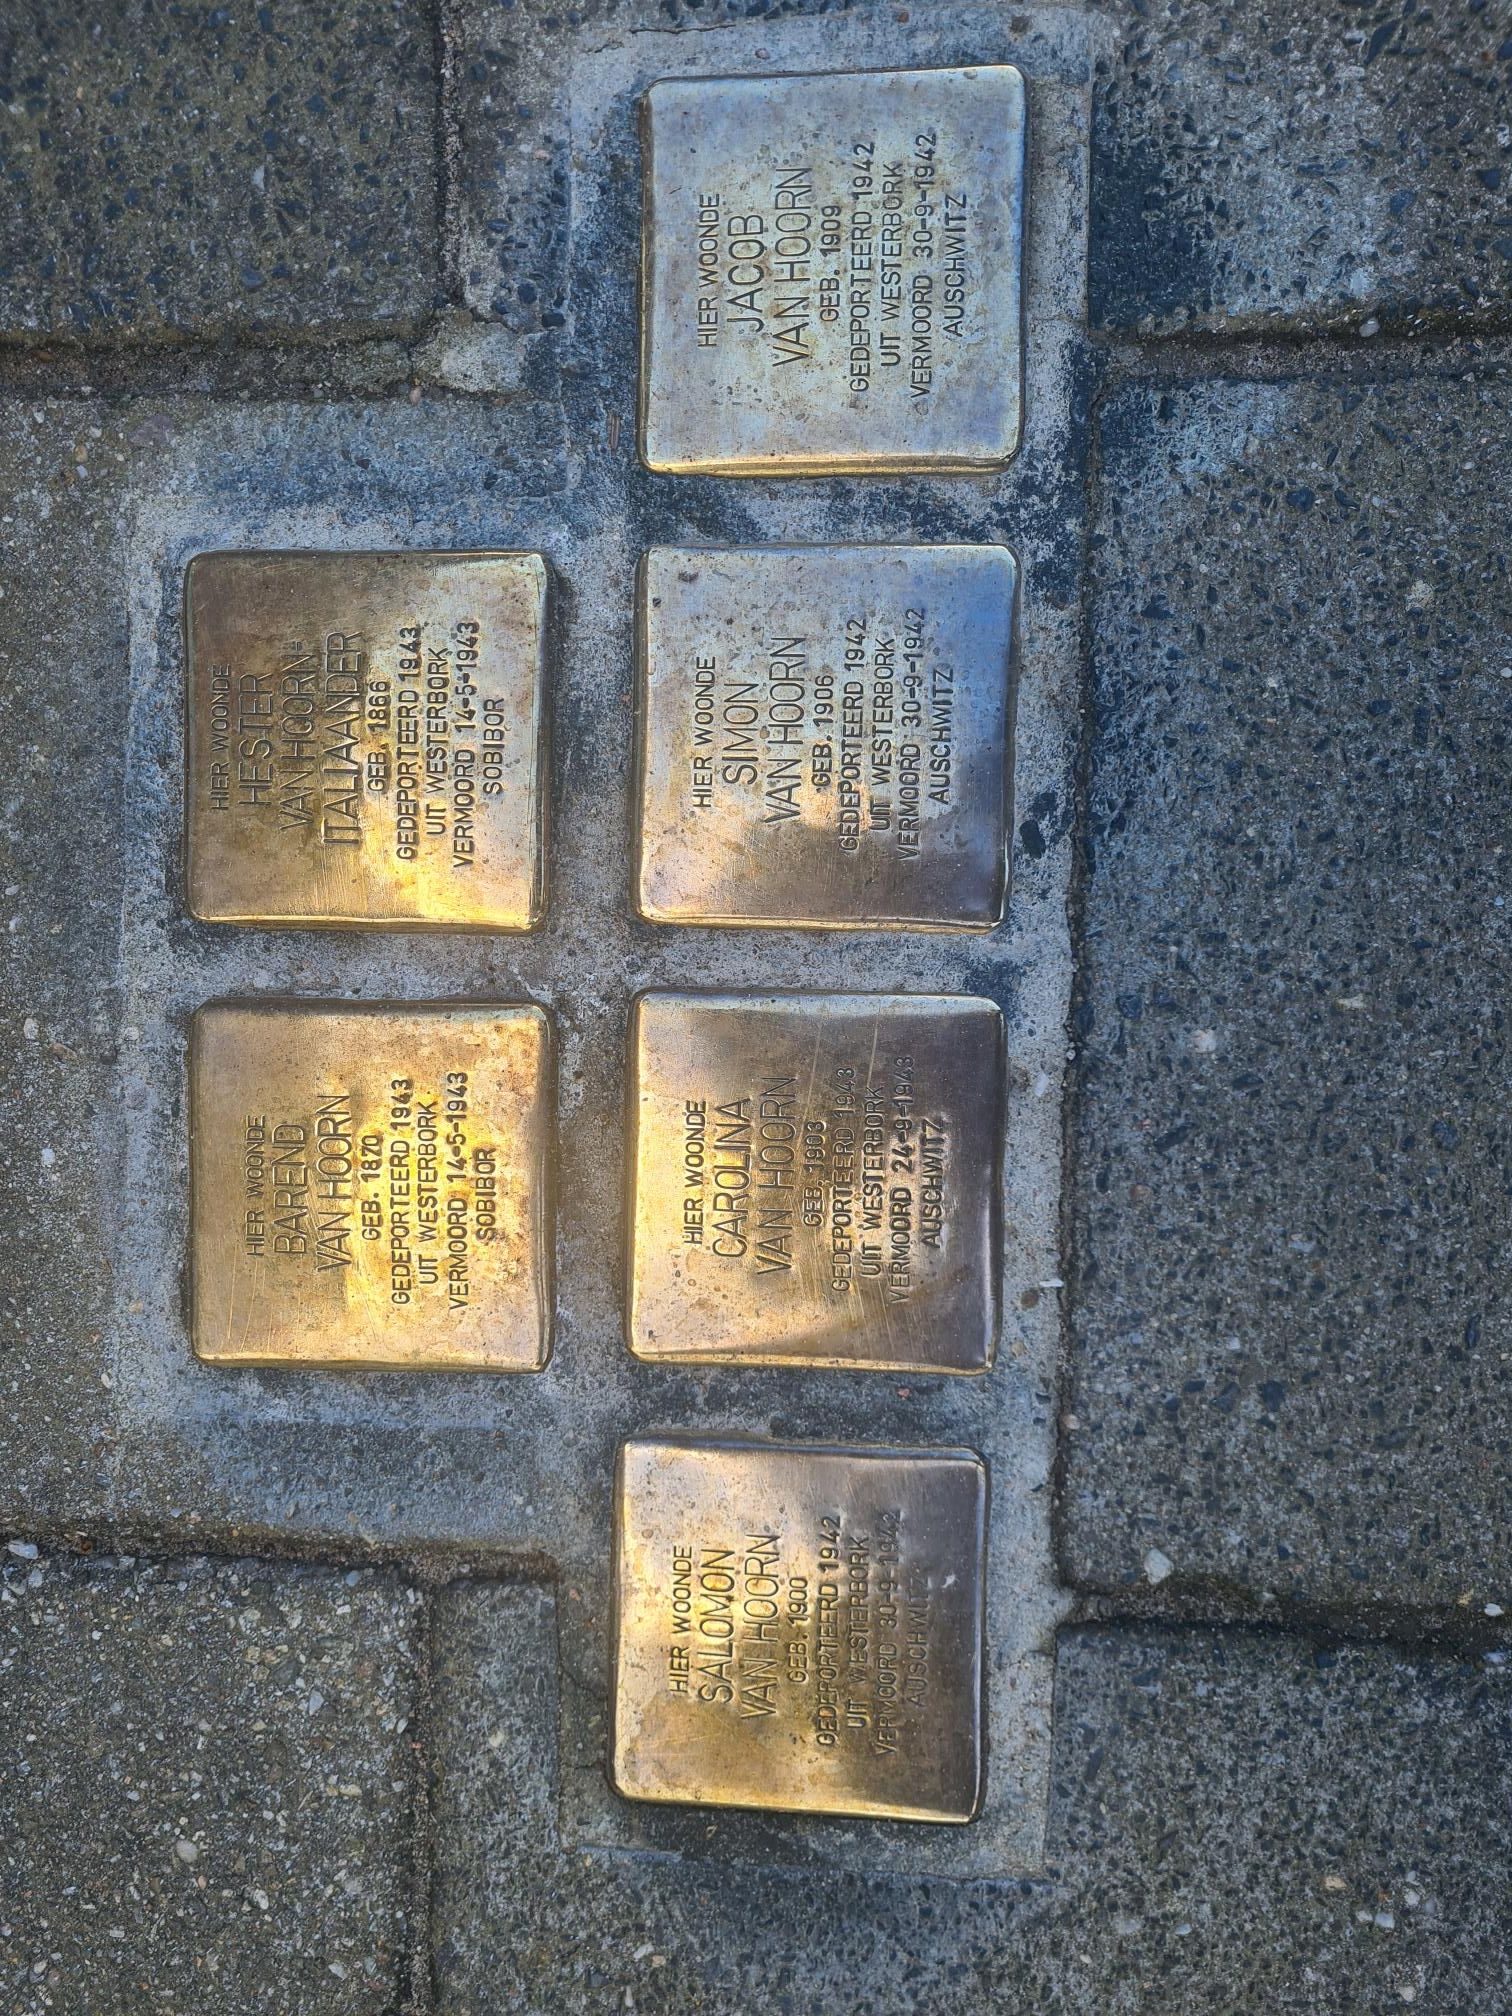 HIER WOONDE
BAREND
VAN HOORN
GEB. 1870
GEDEPORTEERD 1943
UIT WESTERBORK
VERMOORD 14-5-1943
SOBIBOR
HIER WOONDE
HESTER
VAN HOORN-
ITALIAANDER
GEB. 1866
GEDEPORTEERD 1943
UIT WESTERBORK
VERMOORD 14-5-1943
SOBIBOR
HIER WOONDE
SALOMON
VAN HOORN
GEB. 1900
GEDEPORTEERD 1942
UIT WESTERBORK
VERMOORD 30-9-1942
AUSCHWITZ
HIER WOONDE
CAROLINA
VAN HOORN
GEB. 1903
GEDEPORTEERD 1943
UIT WESTERBORK
VERMOORD 24-9-1943
AUSCHWITZ
HIER WOONDE
SIMON
VAN HOORN
GEB. 1906
GEDEPORTEERD 1942
UIT WESTERBORK
VERMOORD 30-9-1942
AUSCHWITZ
HIER WOONDE
JACOB
VAN HOORN
GEB. 1909
GEDEPORTEERD 1942
UIT WESTERBORK
VERMOORD 30-9-1942
AUSCHWITZ